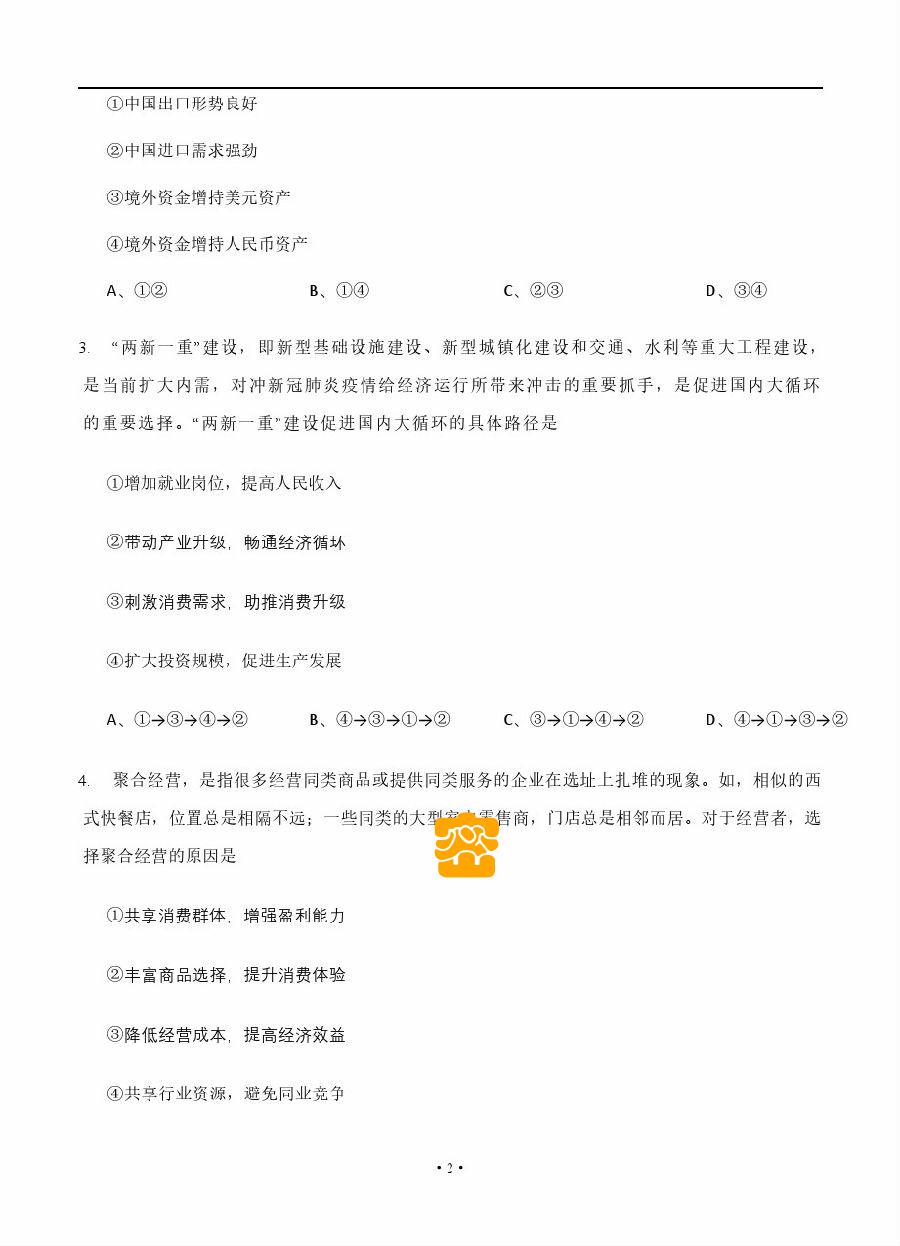 ①中国出口形势良好
②中国进口需求强劲
③境外资金增持美元资产
④境外资金增持人民币资产
A、①② B、①④ C、②③ D、③④
3. “两新一重”建设，即新型基础设施建设、新型城镇化建设和交通、水利等重大工程建设，
是当前扩大内需，对冲新冠肺炎疫情给经济运行所带来冲击的重要抓手，是促进国内大循环
的重要选择。“两新一重”建设促进国内大循环的具体路径是
①增加就业岗位，提高人民收入
②带动产业升级，畅通经济循环
③刺激消费需求，助推消费升级
④扩大投资规模，促进生产发展
A、①→③→④→② B、④→③→①→② C、③→①→④→② D、④→①→③→②
4. 聚合经营，是指很多经营同类商品或提供同类服务的企业在选址上扎堆的现象。如，相似的西
式快餐店，位置总是相隔不远；一些同类的大型零售商，门店总是相邻而居。对于经营者，选
择聚合经营的原因是
①共享消费群体，增强盈利能力
②丰富商品选择，提升消费体验
③降低经营成本，提高经济效益
④共享行业资源，避免同业竞争
• 2 •